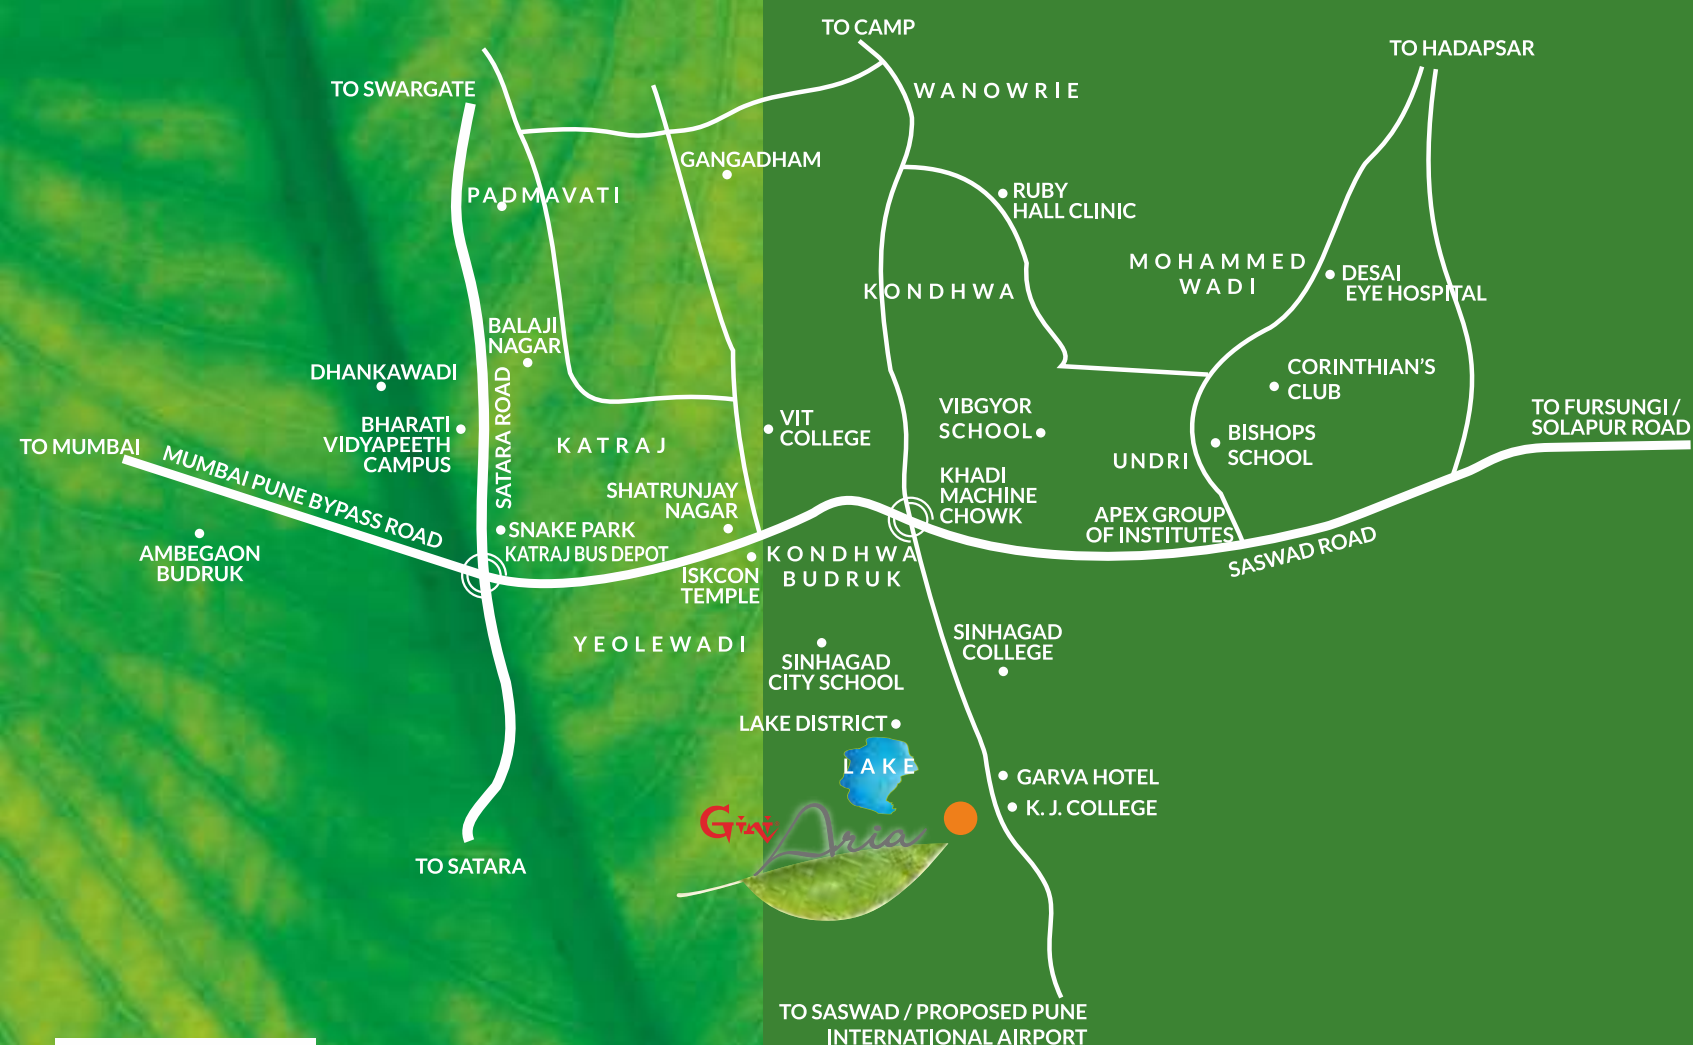 TO CAMP
TO HADAPSAR
TO SWARGATE
WANOWRIE
GANGADHAM
PADMAVATI
RUBY
HALL CLINIC
MOHAMMED
WADI
DESAI
EYE HOSPITAL
KONDHWA
BALAJI
NAGAR
DHANKAWADI
SATARA ROAD
CORINTHIAN'S
CLUB
VIBGYOR
SCHOOL
VIT
COLLEGE
TO FURSUNGI /
SOLAPUR ROAD
BHARATI
VIDYAPEETH
CAMPUS
TO MUMBAI
MUMBAI PUNE BYPASS ROAD
KATRAJ
BISHOPS
SCHOOL
UNDRI
KHADI
MACHINE
CHOWK
SHATRUNJAY
NAGAR
APEX GROUP
OF INSTITUTES
SNAKE PARK
KATRAJ BUS DEPOT
SASWAD ROAD
AMBEGAON
BUDRUK
KONDHWA
BUDRUK
ISKCON
TEMPLE
YEOLEWADI
SINHAGAD
COLLEGE
SINHAGAD
CITY SCHOOL
LAKE DISTRICT
LAKE
GARVA HOTEL
K. J. COLLEGE
Aria
TO SATARA
TO SASWAD / PROPOSED PUNE
INTERNATIONAL AIRPORT